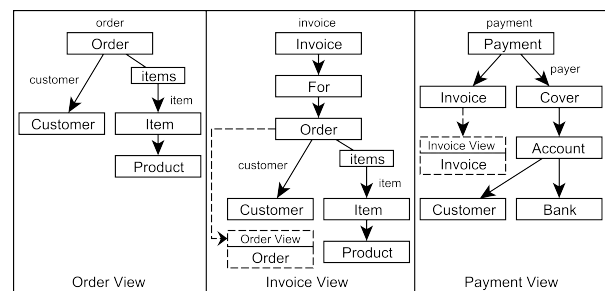 order
Order
customer
items
item
Customer
Item
Product
Order View
invoice
Invoice
For
Order
customer
items
item
Customer
Item
Order View
Order
Product
Invoice View
payment
Payment
payer
Invoice
Cover
Invoice View
Invoice
Account
Customer
Bank
Payment View